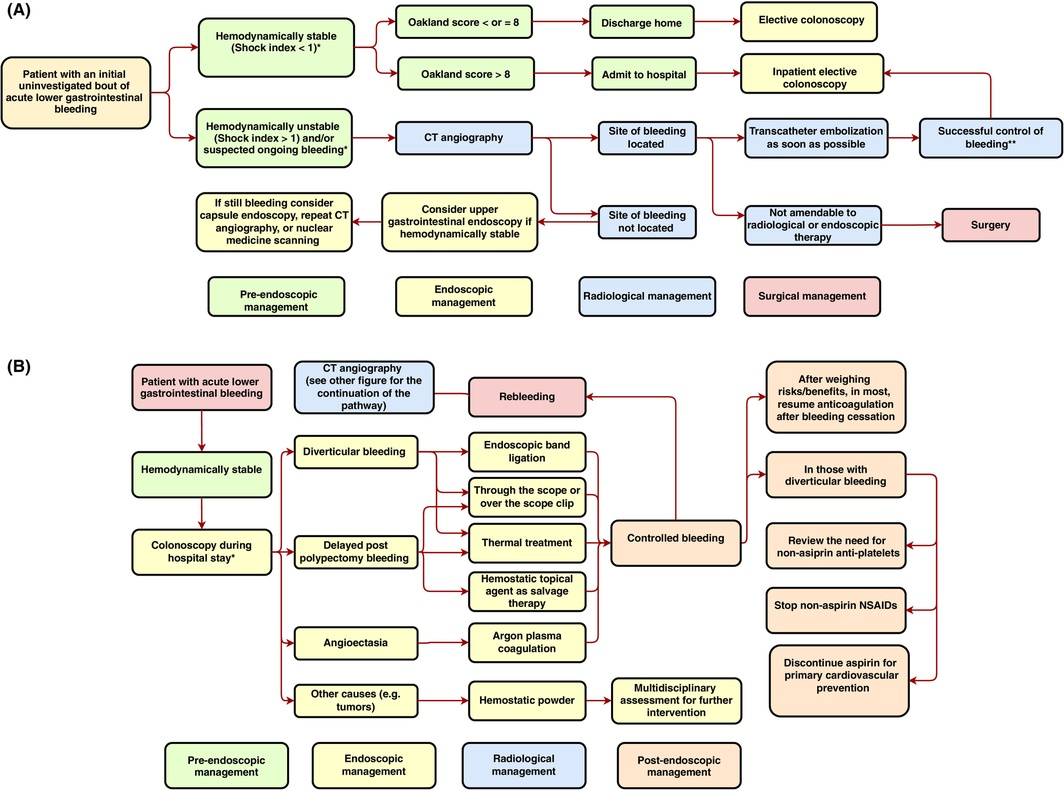 (A)
Patient with an initial
uninvestigated bout of
acute lower gastrointestinal
bleeding
Hemodynamically stable
(Shock index < 1)*
Oakland score < or = 8
Discharge home
Elective colonoscopy
Oakland score > 8
Admit to hospital
Inpatient elective
colonoscopy
Hemodynamically unstable
(Shock index > 1) and/or
suspected ongoing bleeding*
CT angiography
Site of bleeding
located
Transcatheter embolization
as soon as possible
Successful control of
bleeding**
If still bleeding consider
capsule endoscopy, repeat CT
angiography, or nuclear
medicine scanning
Consider upper
gastrointestinal endoscopy if
hemodynamically stable
Site of bleeding
not located
Not amendable to
radiological or endoscopic
therapy
Surgery
Pre-endoscopic
management
Endoscopic
management
Radiological management
Surgical management
(B)
Patient with acute lower
gastrointestinal bleeding
CT angiography
(see other figure for the
continuation of the
pathway)
Rebleeding
After weighing
risks/benefits, in most,
resume anticoagulation
after bleeding cessation
Hemodynamically stable
Diverticular bleeding
Endoscopic band
ligation
In those with
diverticular bleeding
Through the scope or
over the scope clip
Colonoscopy during
hospital stay*
Delayed post
polypectomy bleeding
Thermal treatment
Controlled bleeding
Review the need for
non-asiprin anti-platelets
Hemostatic topical
agent as salvage
therapy
Stop non-aspirin NSAIDs
Angioectasia
Argon plasma
coagulation
Discontinue aspirin for
primary cardiovascular
prevention
Other causes (e.g.
tumors)
Hemostatic powder
Multidisciplinary
assessment for further
intervention
Pre-endoscopic
management
Endoscopic
management
Radiological
management
Post-endoscopic
management